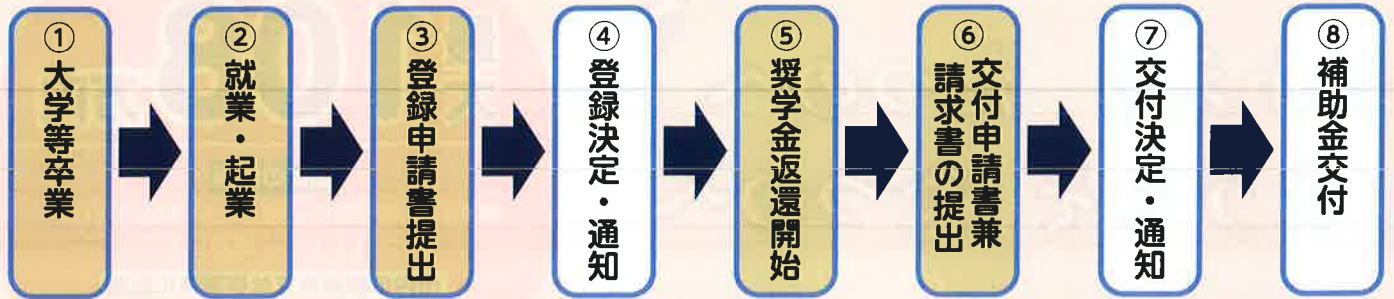 ①
大学等卒業
②
就業・起業
③
登録申請書提出
④
登録決定・通知
⑤
奨学金返還開始
⑥
交付申請書兼
請求書の提出
⑦
交付決定・通知
⑧
補助金交付